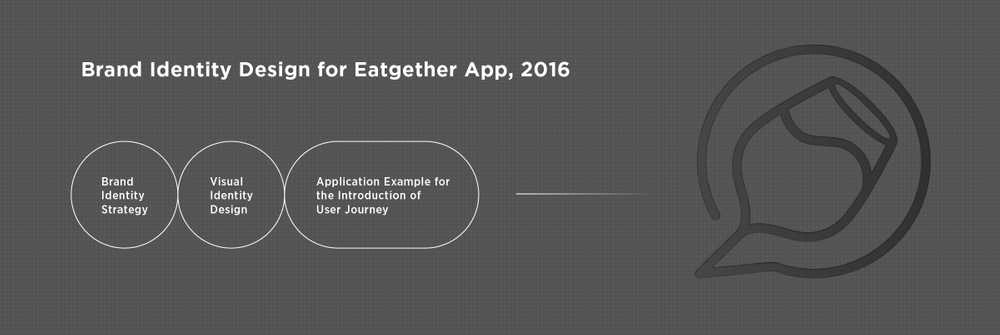 Brand Identity Design for Eatgether App, 2016
Brand
Identity
Strategy
Visual
Identity
Design
Application Example for
the Introduction of
User Journey